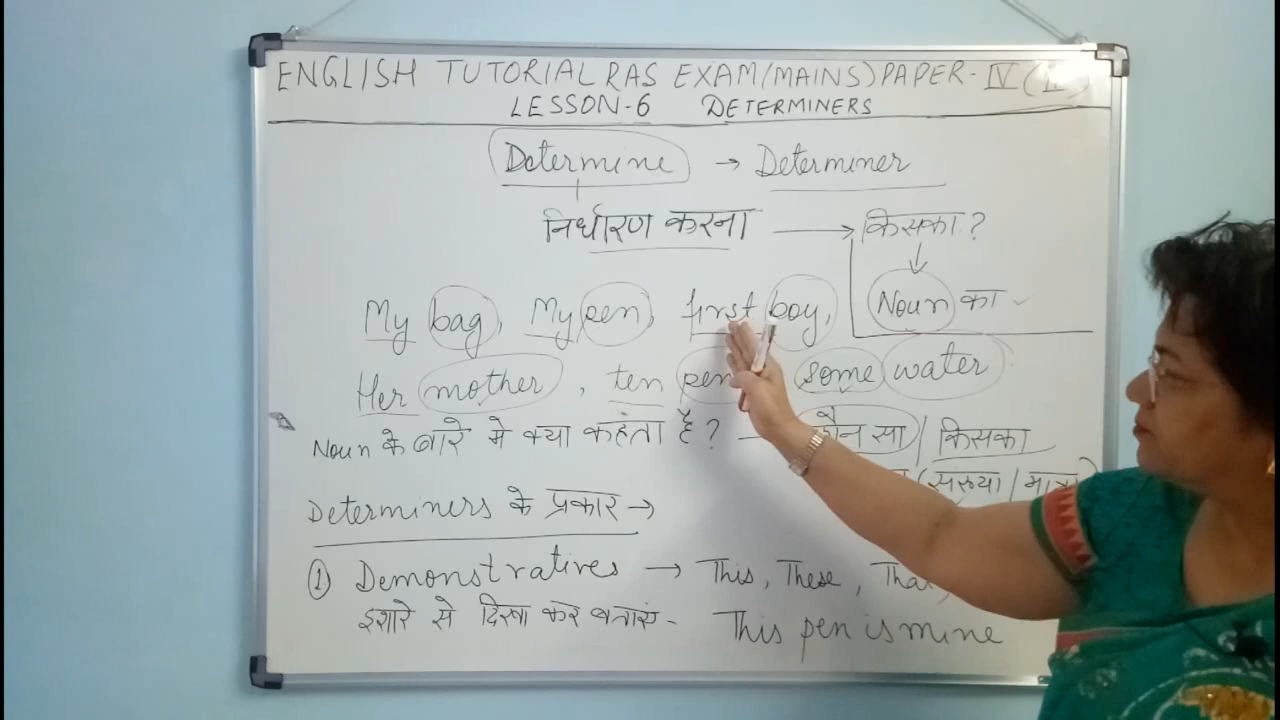 ENGLISH TUTORIAL RAS EXAM (MAINS) PAPER - IV (II)
LESSON-6 DETERMINERS
Determine → Determiner
निर्धारण करना → किसका ?
My bag, My pen, first boy, Noun का
Her mother, ten pen some water
Noun के बारे मे क्या कहंता है ? → कौन सा / किसका
(संख्या / मात्रा)
Determiners के प्रकार →
① Demonstratives → This, These, That,
इशारे से दिखा कर बताएं - This pen is mine